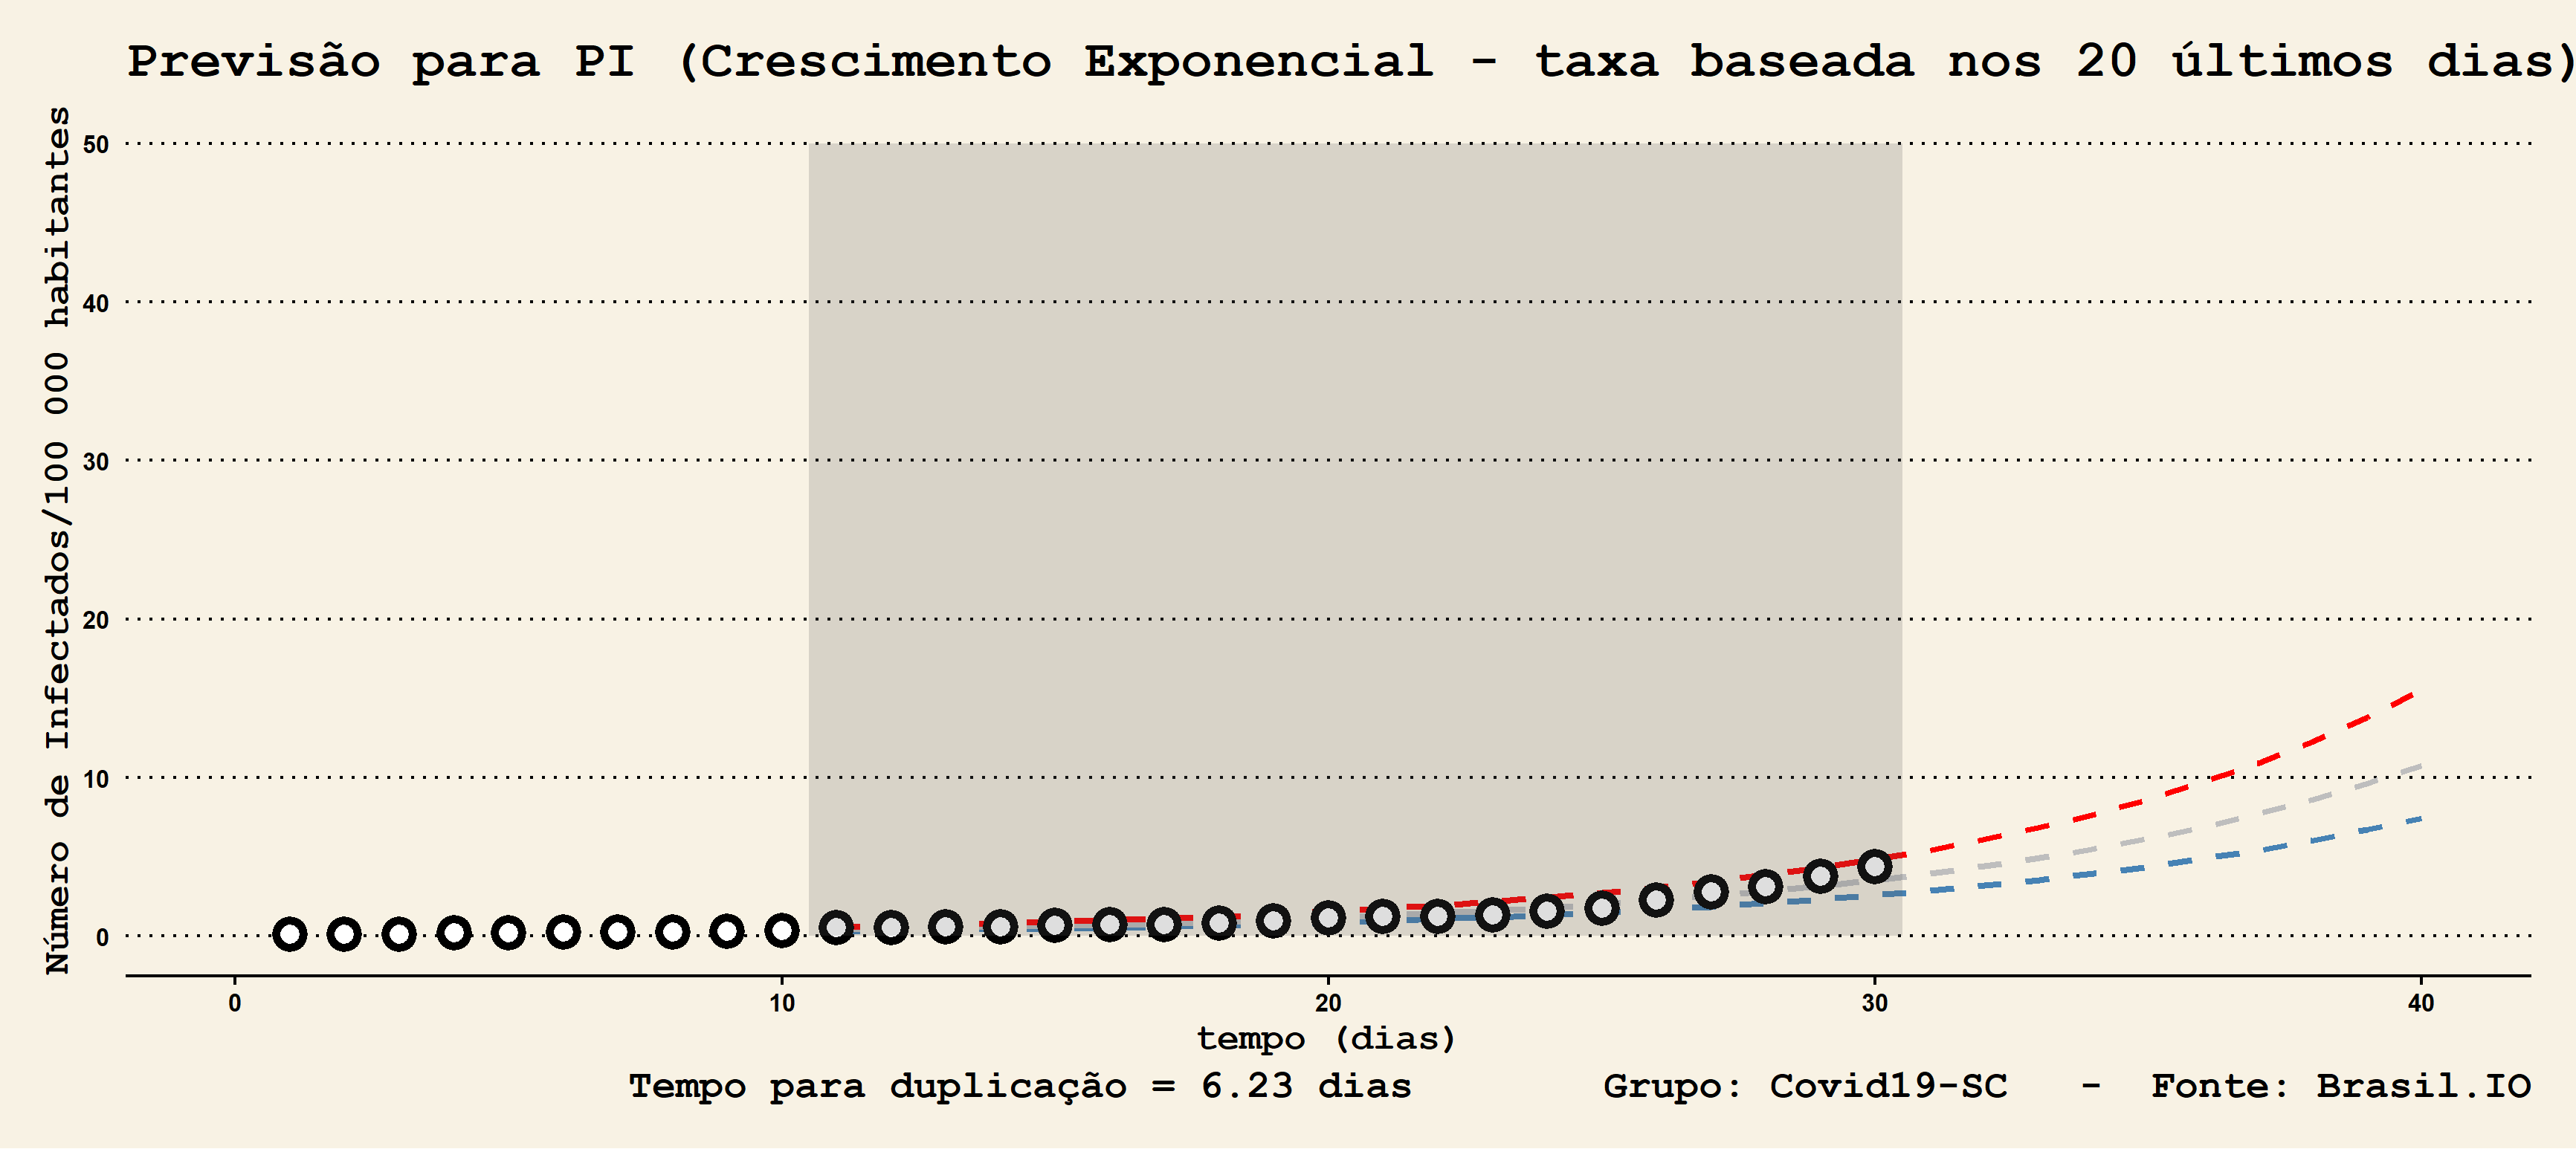 Previsão para PI (Crescimento Exponencial - taxa baseada nos 20 últimos dias)
Número de Infectados/100 000 habitantes
50
40
30
20
10
0
0 10 20 30 40
tempo (dias)
Tempo para duplicação = 6.23 dias Grupo: Covid19-SC - Fonte: Brasil.IO